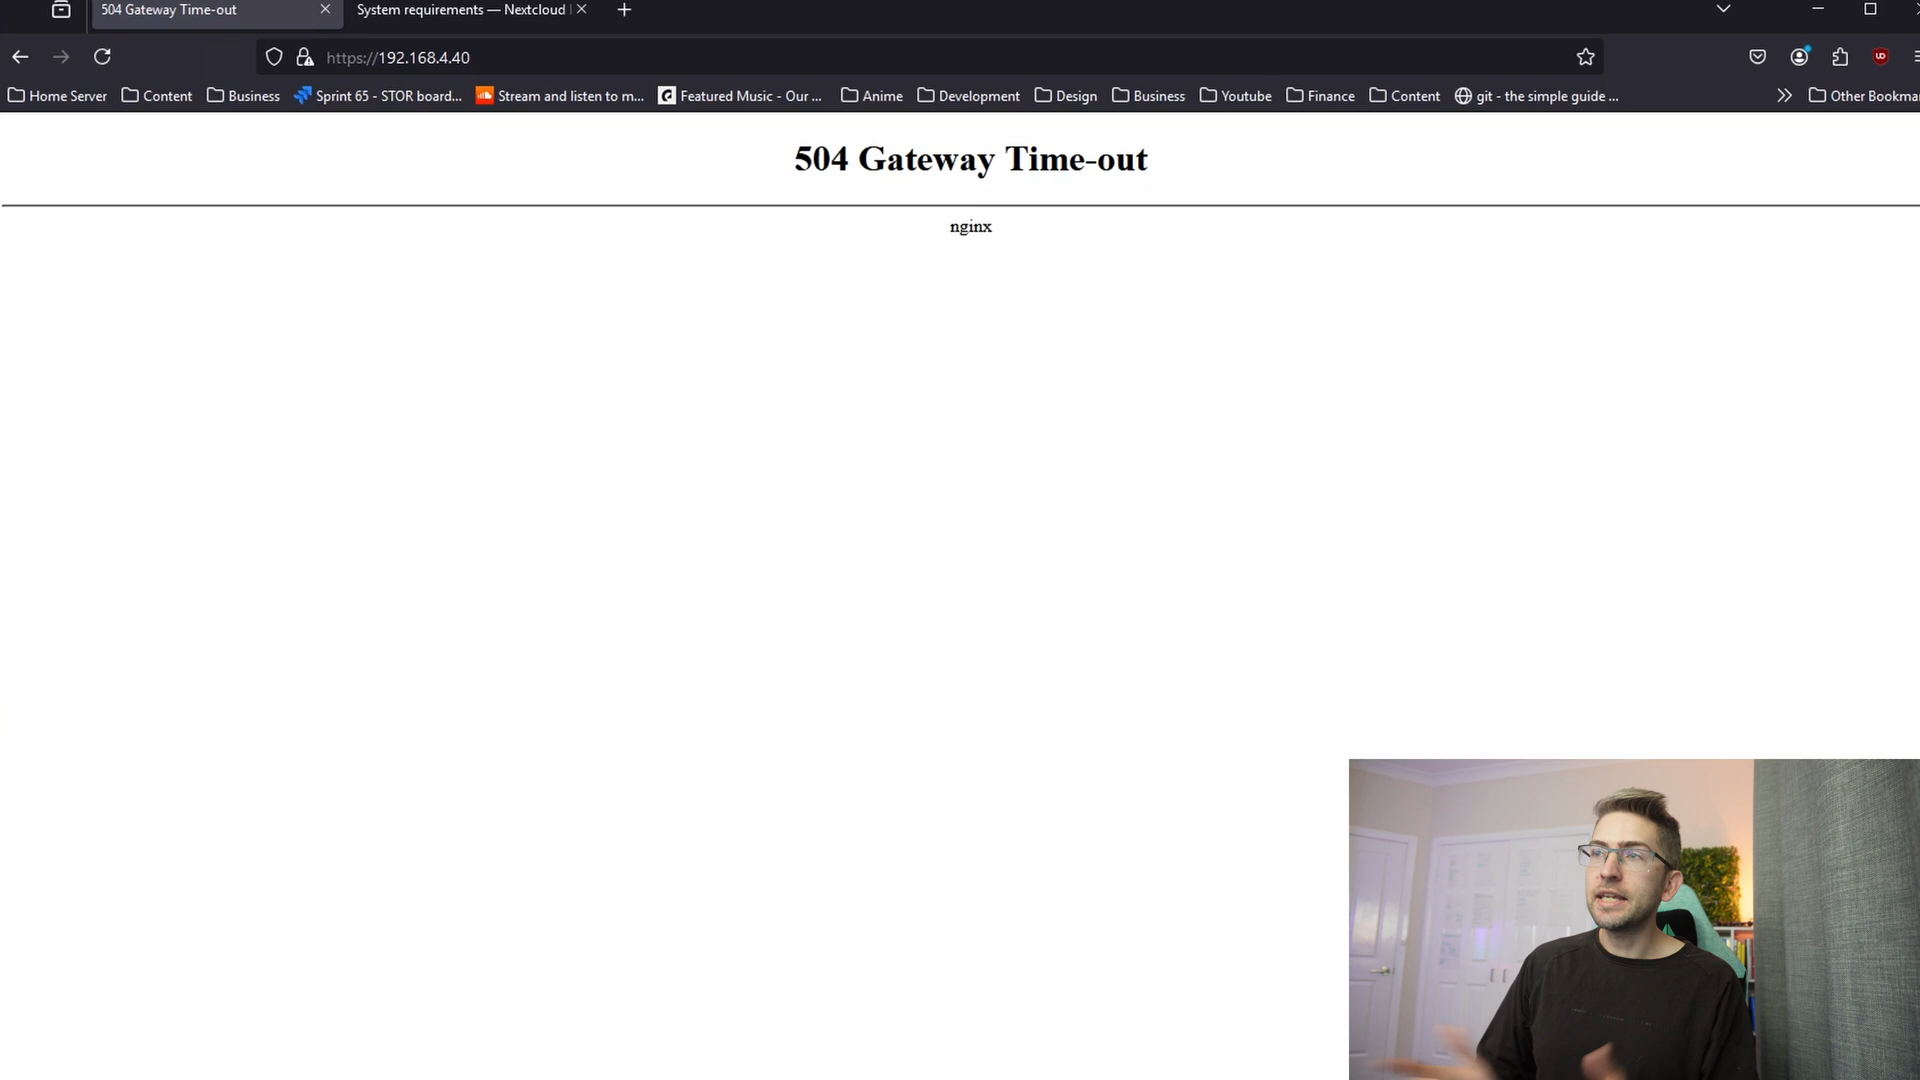 504 Gateway Time-out
System requirements — Nextcloud
https://192.168.4.40
Home Server
Content
Business
Sprint 65 - STOR board...
Stream and listen to m...
Featured Music - Our ...
Anime
Development
Design
Business
Youtube
Finance
Content
git - the simple guide ...
Other Bookma
504 Gateway Time-out
nginx